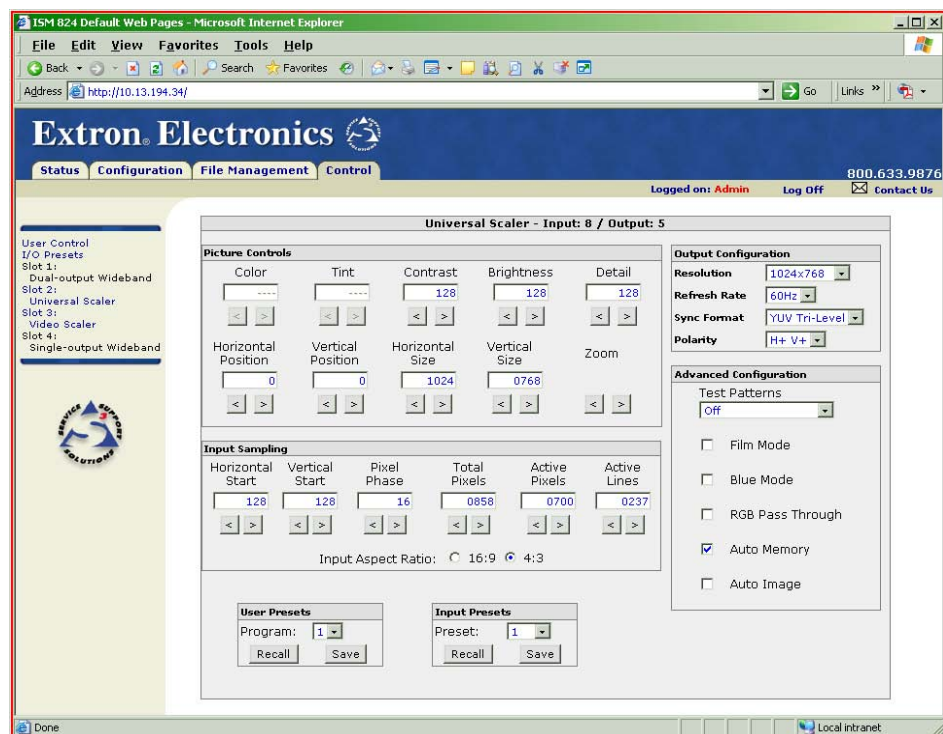 ISM 824 Default Web Pages - Microsoft Internet Explorer
File Edit View Favorites Tools Help
Back Search Favorites
Address http://10.13.194.34/ Go Links »
Extron® Electronics
Status Configuration File Management Control
800.633.9876
Logged on: Admin Log Off Contact Us
User Control
I/O Presets
Slot 1:
Dual-output Wideband
Slot 2:
Universal Scaler
Slot 3:
Video Scaler
Slot 4:
Single-output Wideband
SERVICE SUPPORT SOLUTIONS
Universal Scaler - Input: 8 / Output: 5
Picture Controls
Color Tint Contrast Brightness Detail
---- ---- 128 128 128
< > < > < > < > < >
Horizontal Position Vertical Position Horizontal Size Vertical Size Zoom
0 0 1024 0768
< > < > < > < > < >
Input Sampling
Horizontal Start Vertical Start Pixel Phase Total Pixels Active Pixels Active Lines
128 128 16 0858 0700 0237
< > < > < > < > < > < >
Input Aspect Ratio: 16:9 4:3
User Presets
Program: 1
Recall Save
Input Presets
Preset: 1
Recall Save
Output Configuration
Resolution 1024x768
Refresh Rate 60Hz
Sync Format YUV Tri-Level
Polarity H+ V+
Advanced Configuration
Test Patterns
Off
Film Mode
Blue Mode
RGB Pass Through
Auto Memory
Auto Image
Done Local intranet